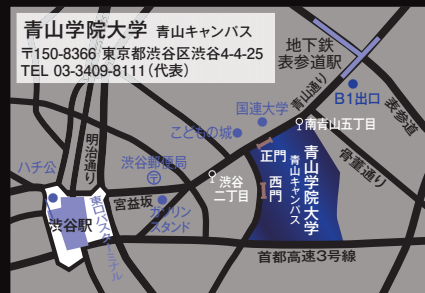 青山学院大学 青山キャンパス
〒150-8366 東京都渋谷区渋谷4-4-25
TEL 03-3409-8111(代表)
地下鉄
表参道駅
青山通り
B1出口
表参道
国連大学
南青山五丁目
こどもの城
明治通り
正門
青山学院大学
青山キャンパス
骨董通り
ハチ公
渋谷郵便局
〒
渋谷
二丁目
西門
宮益坂
ガソリン
スタンド
渋谷駅
東口バスターミナル
首都高速3号線